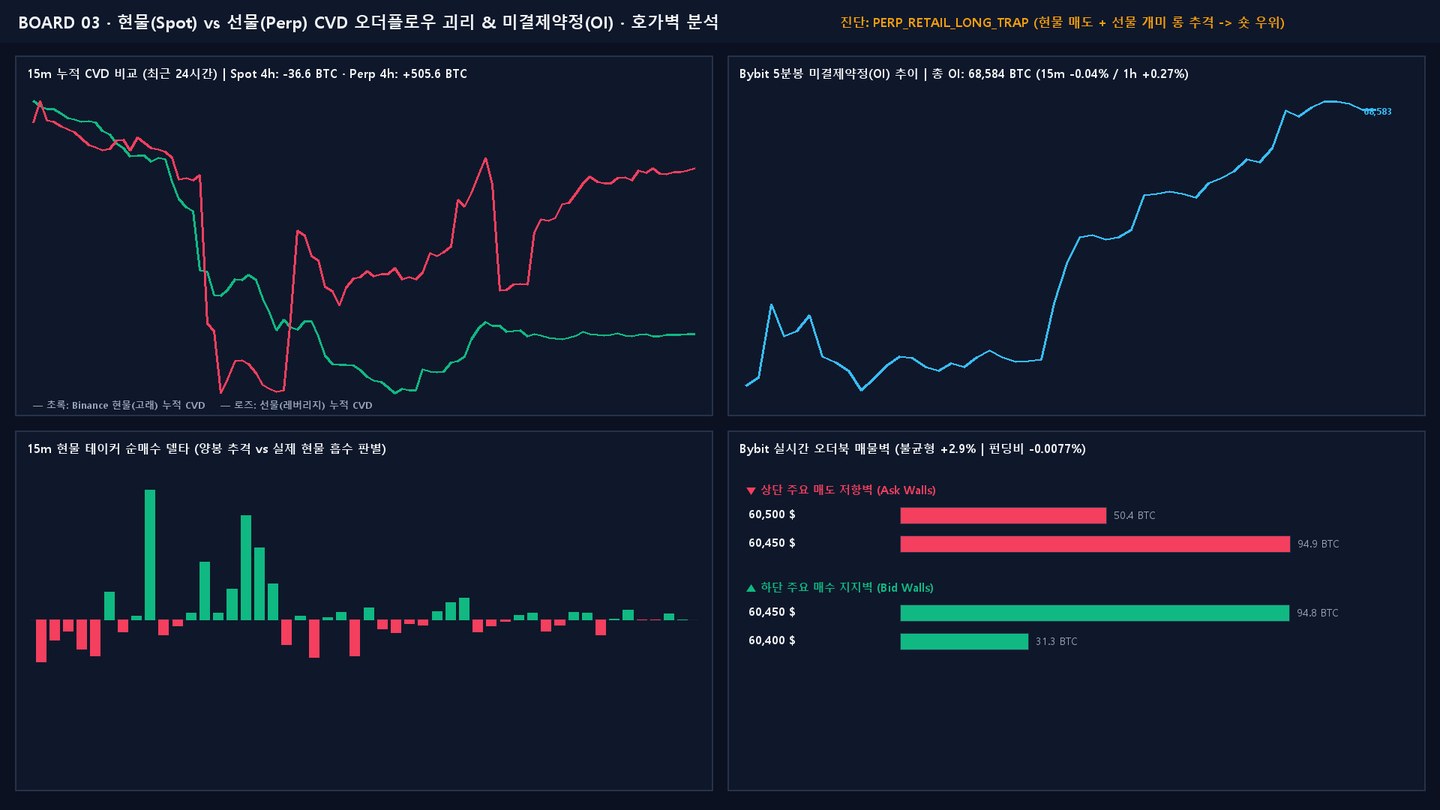 BOARD 03 · 현물(Spot) vs 선물(Perp) CVD 오더플로우 괴리 & 미결제약정(OI) · 호가벽 분석
진단: PERP_RETAIL_LONG_TRAP (현물 매도 + 선물 개미 롱 추격 -> 숏 우위)
15m 누적 CVD 비교 (최근 24시간) | Spot 4h: -36.6 BTC · Perp 4h: +505.6 BTC
— 초록: Binance 현물(고래) 누적 CVD — 로즈: 선물(레버리지) 누적 CVD
Bybit 5분봉 미결제약정(OI) 추이 | 총 OI: 68,584 BTC (15m -0.04% / 1h +0.27%)
68,583
15m 현물 테이커 순매수 델타 (양봉 추격 vs 실제 현물 흡수 판별)
Bybit 실시간 오더북 매물벽 (불균형 +2.9% | 펀딩비 -0.0077%)
▼ 상단 주요 매도 저항벽 (Ask Walls)
60,500 $ 50.4 BTC
60,450 $ 94.9 BTC
▲ 하단 주요 매수 지지벽 (Bid Walls)
60,450 $ 94.8 BTC
60,400 $ 31.3 BTC